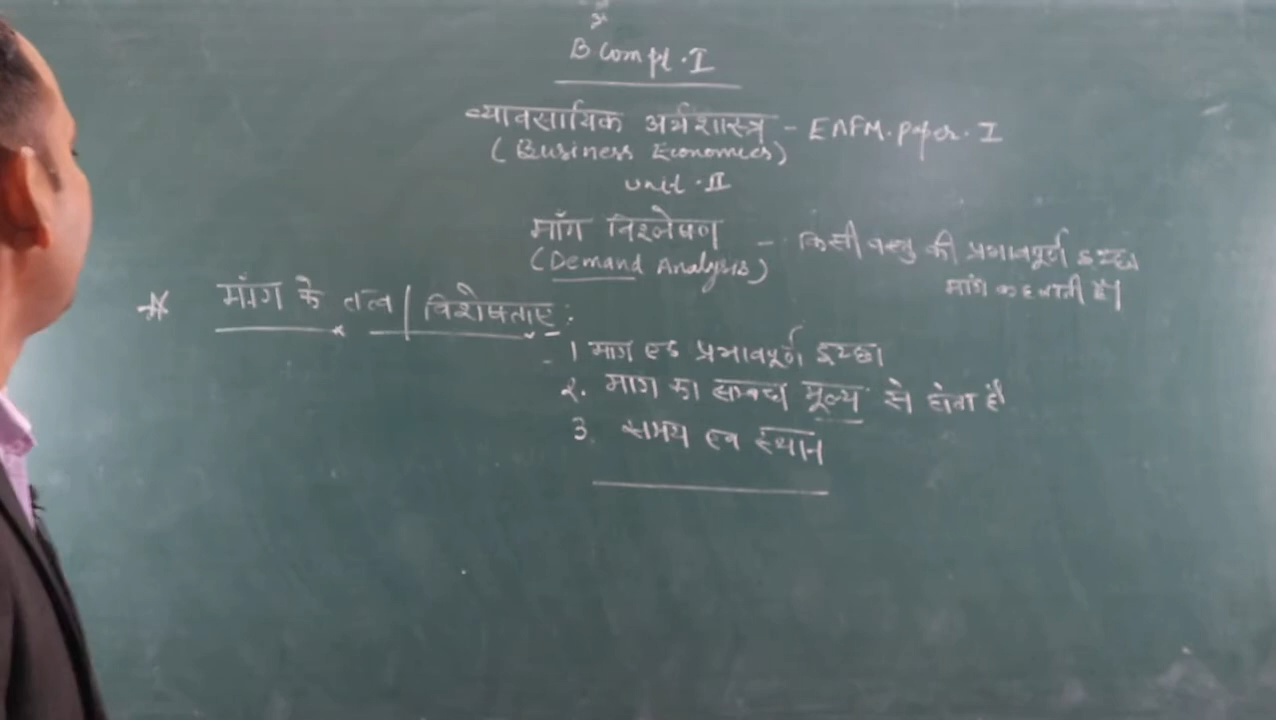 B Com pt. I
व्यावसायिक अर्थशास्त्र - EAFM. paper. I
(Business Economics)
unit. II
माँग विश्लेषण - किसी वस्तु की प्रभावपूर्ण इच्छा
(Demand Analysis) मांग कहलाती है।
* मांग के तत्व / विशेषताए :-
1 माग एक प्रभावपूर्ण इच्छा
2. माग का सम्बंध मूल्य से होता है
3. समय एव स्थान